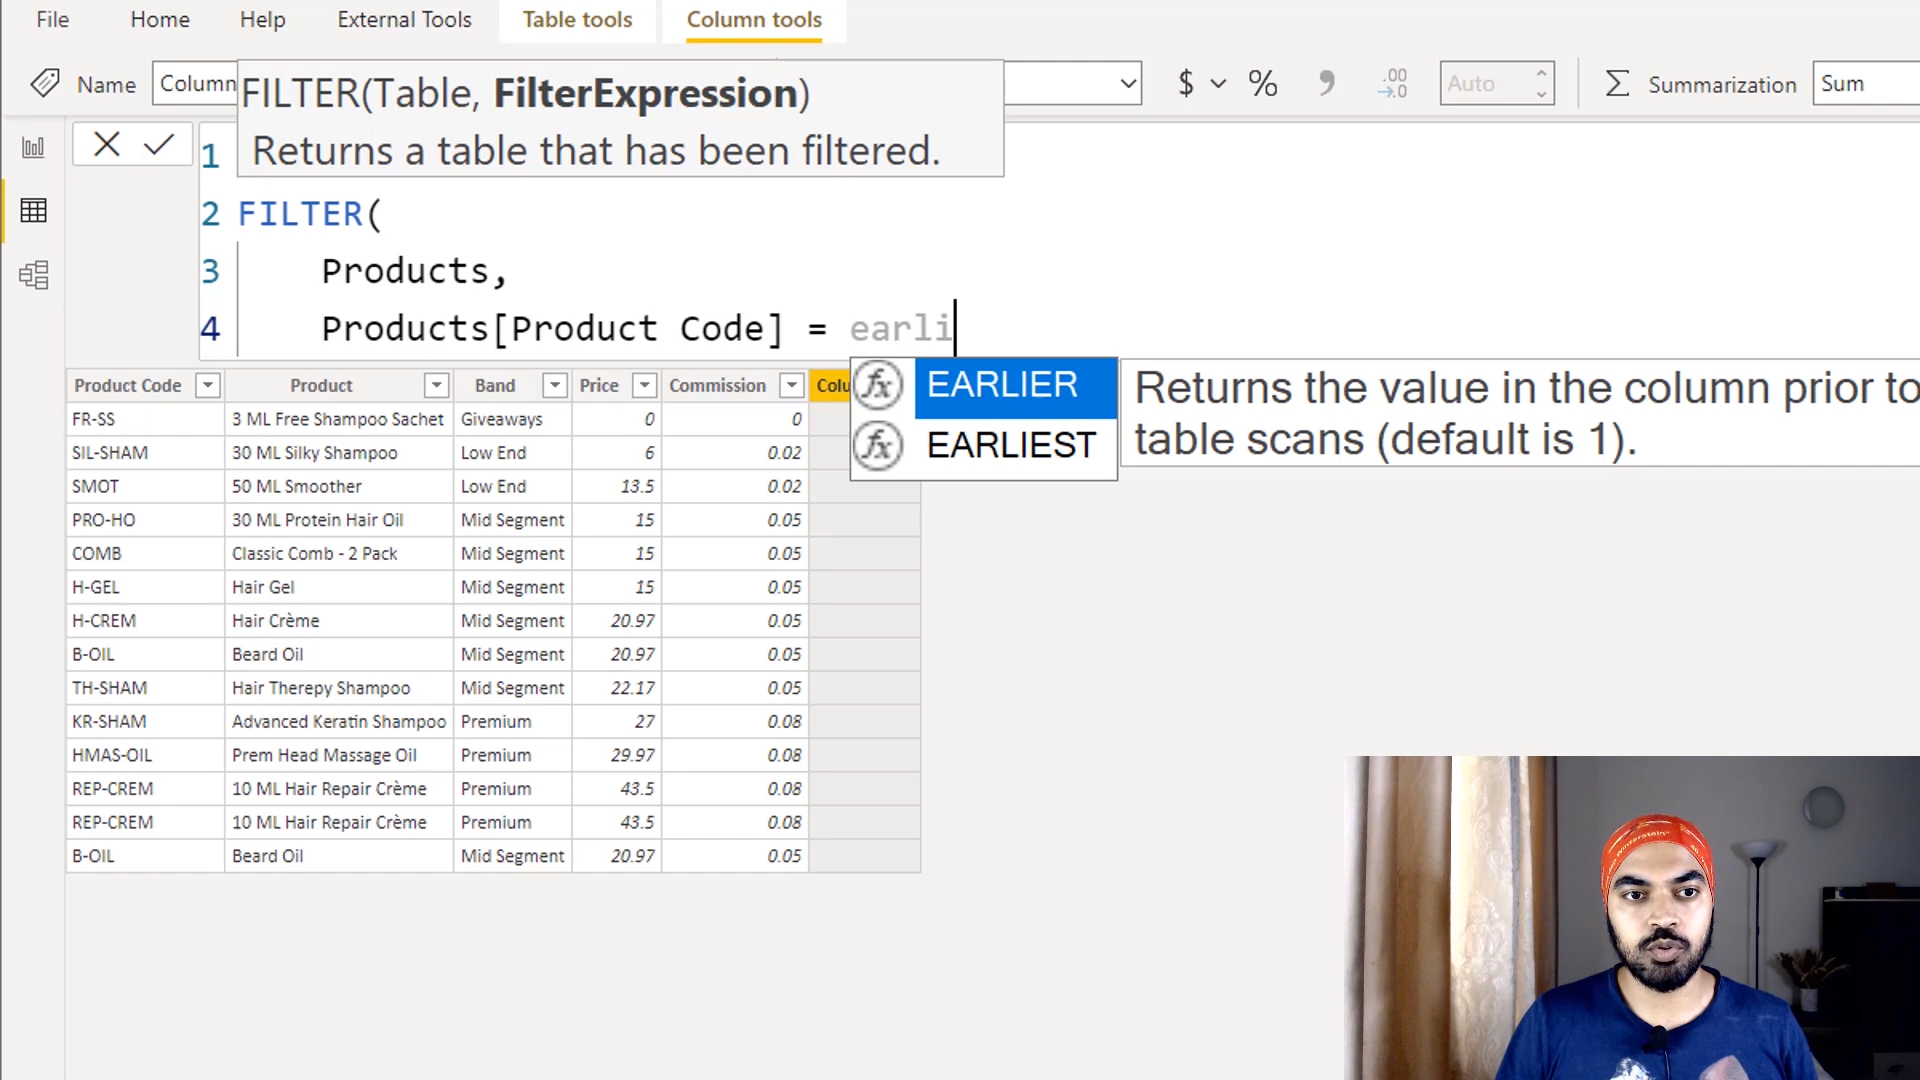 File Home Help External Tools Table tools Column tools
Name Column $ % .00 Auto Summarization Sum
FILTER(Table, FilterExpression)
Returns a table that has been filtered.
1
2 FILTER(
3 Products,
4 Products[Product Code] = earli
EARLIER
EARLIEST
Returns the value in the column prior to
table scans (default is 1).
Product Code Product Band Price Commission Colu
FR-SS 3 ML Free Shampoo Sachet Giveaways 0 0
SIL-SHAM 30 ML Silky Shampoo Low End 6 0.02
SMOT 50 ML Smoother Low End 13.5 0.02
PRO-HO 30 ML Protein Hair Oil Mid Segment 15 0.05
COMB Classic Comb - 2 Pack Mid Segment 15 0.05
H-GEL Hair Gel Mid Segment 15 0.05
H-CREM Hair Crème Mid Segment 20.97 0.05
B-OIL Beard Oil Mid Segment 20.97 0.05
TH-SHAM Hair Therepy Shampoo Mid Segment 22.17 0.05
KR-SHAM Advanced Keratin Shampoo Premium 27 0.08
HMAS-OIL Prem Head Massage Oil Premium 29.97 0.08
REP-CREM 10 ML Hair Repair Crème Premium 43.5 0.08
REP-CREM 10 ML Hair Repair Crème Premium 43.5 0.08
B-OIL Beard Oil Mid Segment 20.97 0.05